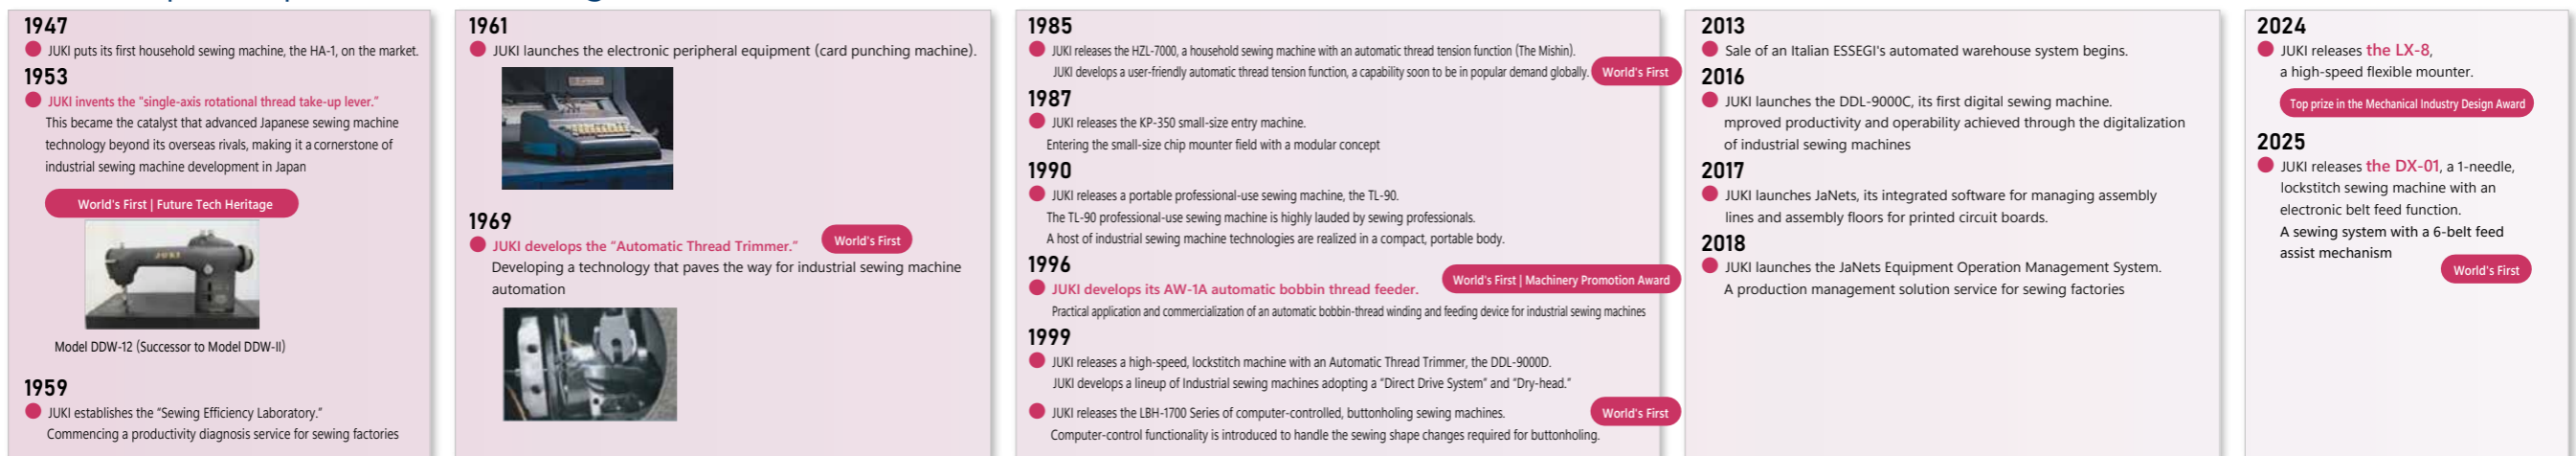 1947
JUKI puts its first household sewing machine, the HA-1, on the market.
1953
JUKI invents the "single-axis rotational thread take-up lever."
This became the catalyst that advanced Japanese sewing machine
technology beyond its overseas rivals, making it a cornerstone of
industrial sewing machine development in Japan
World's First | Future Tech Heritage
JUKI
Model DDW-12 (Successor to Model DDW-II)
1959
JUKI establishes the "Sewing Efficiency Laboratory."
Commencing a productivity diagnosis service for sewing factories
1961
JUKI launches the electronic peripheral equipment (card punching machine).
1969
JUKI develops the "Automatic Thread Trimmer."
World's First
Developing a technology that paves the way for industrial sewing machine
automation
1985
JUKI releases the HZL-7000, a household sewing machine with an automatic thread tension function (The Mishin).
JUKI develops a user-friendly automatic thread tension function, a capability soon to be in popular demand globally.
World's First
1987
JUKI releases the KP-350 small-size entry machine.
Entering the small-size chip mounter field with a modular concept
1990
JUKI releases a portable professional-use sewing machine, the TL-90.
The TL-90 professional-use sewing machine is highly lauded by sewing professionals.
A host of industrial sewing machine technologies are realized in a compact, portable body.
1996
JUKI develops its AW-1A automatic bobbin thread feeder.
World's First | Machinery Promotion Award
Practical application and commercialization of an automatic bobbin-thread winding and feeding device for industrial sewing machines
1999
JUKI releases a high-speed, lockstitch machine with an Automatic Thread Trimmer, the DDL-9000D.
JUKI develops a lineup of Industrial sewing machines adopting a "Direct Drive System" and "Dry-head."
JUKI releases the LBH-1700 Series of computer-controlled, buttonholing sewing machines.
World's First
Computer-control functionality is introduced to handle the sewing shape changes required for buttonholing.
2013
Sale of an Italian ESSEGI's automated warehouse system begins.
2016
JUKI launches the DDL-9000C, its first digital sewing machine.
mproved productivity and operability achieved through the digitalization
of industrial sewing machines
2017
JUKI launches JaNets, its integrated software for managing assembly
lines and assembly floors for printed circuit boards.
2018
JUKI launches the JaNets Equipment Operation Management System.
A production management solution service for sewing factories
2024
JUKI releases the LX-8,
a high-speed flexible mounter.
Top prize in the Mechanical Industry Design Award
2025
JUKI releases the DX-01, a 1-needle,
lockstitch sewing machine with an
electronic belt feed function.
A sewing system with a 6-belt feed
assist mechanism
World's First